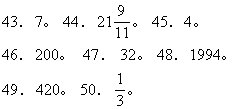 43. 7。 44. 21 9/11 。 45. 4。
46. 200。 47. 32。 48. 1994。
49. 420。 50. 1/3 。